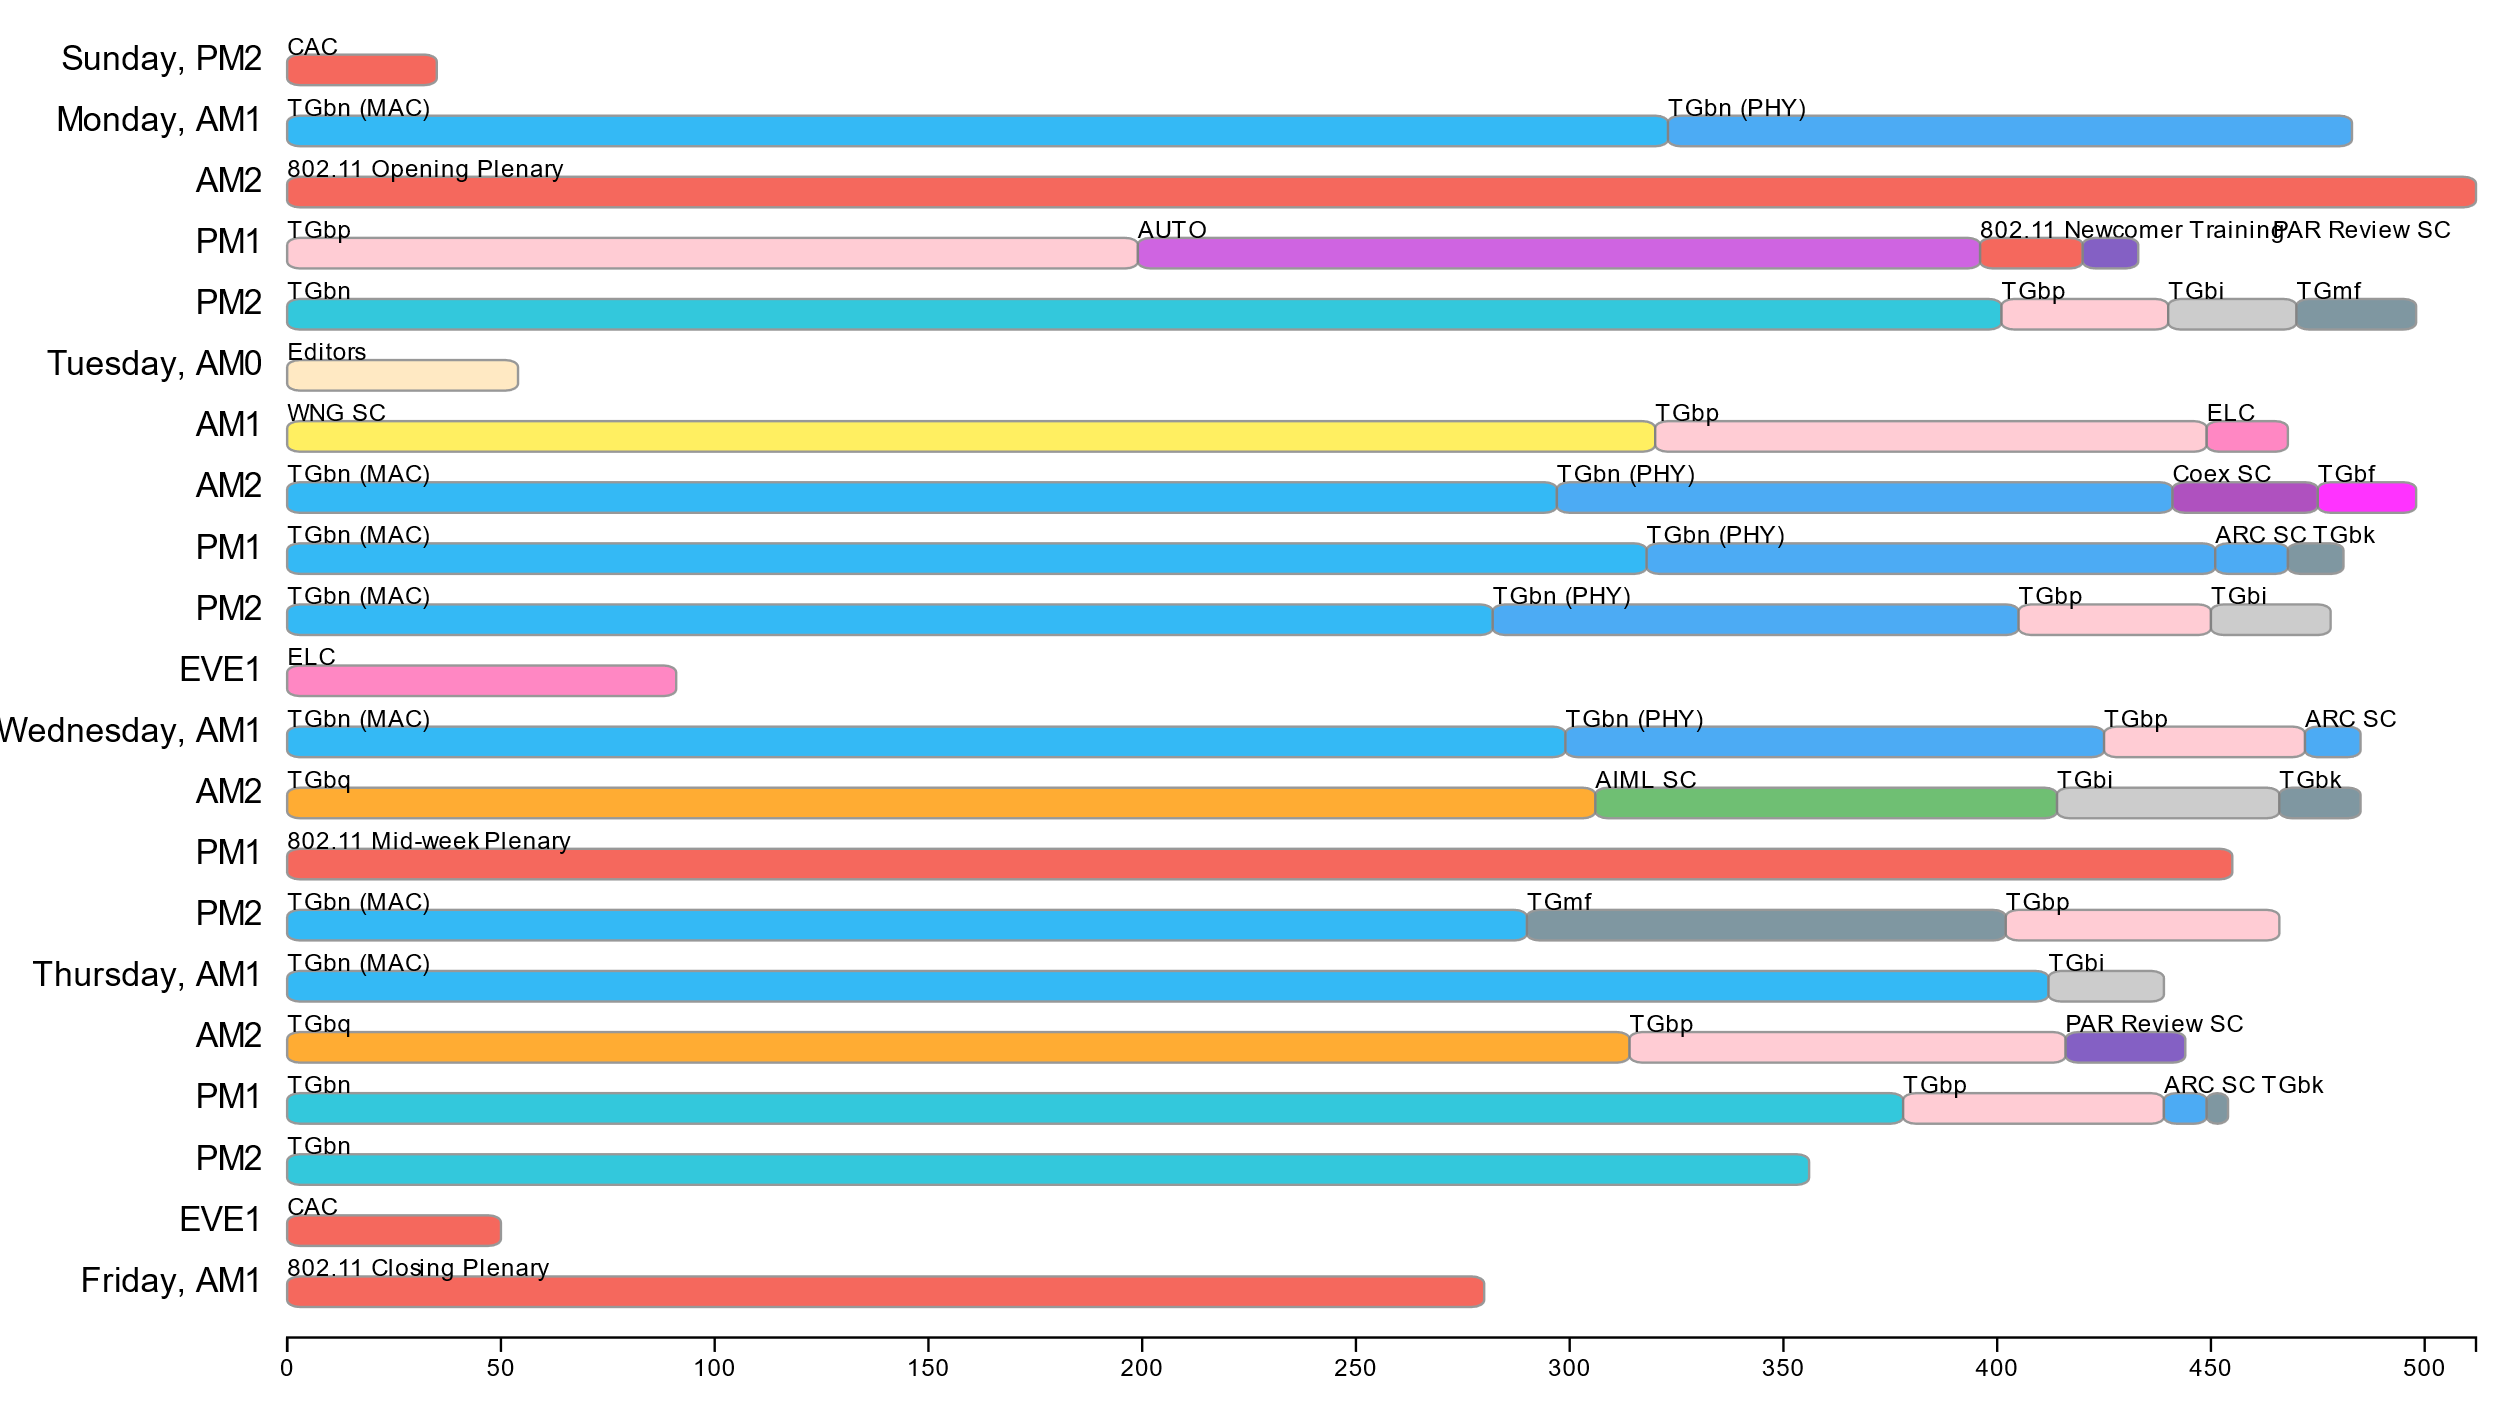 CAC
Sunday, PM2
TGbn (MAC) TGbn (PHY)
Monday, AM1
802.11 Opening Plenary
AM2
TGbp AUTO 802.11 Newcomer Training PAR Review SC
PM1
TGbn TGbp TGbi TGmf
PM2
Editors
Tuesday, AM0
WNG SC TGbp ELC
AM1
TGbn (MAC) TGbn (PHY) Coex SC TGbf
AM2
TGbn (MAC) TGbn (PHY) ARC SC TGbk
PM1
TGbn (MAC) TGbn (PHY) TGbp TGbi
PM2
ELC
EVE1
TGbn (MAC) TGbn (PHY) TGbp ARC SC
Wednesday, AM1
TGbq AIML SC TGbi TGbk
AM2
802.11 Mid-week Plenary
PM1
TGbn (MAC) TGmf TGbp
PM2
TGbn (MAC) TGbi
Thursday, AM1
TGbq TGbp PAR Review SC
AM2
TGbn TGbp ARC SC TGbk
PM1
TGbn
PM2
CAC
EVE1
802.11 Closing Plenary
Friday, AM1
0 50 100 150 200 250 300 350 400 450 500